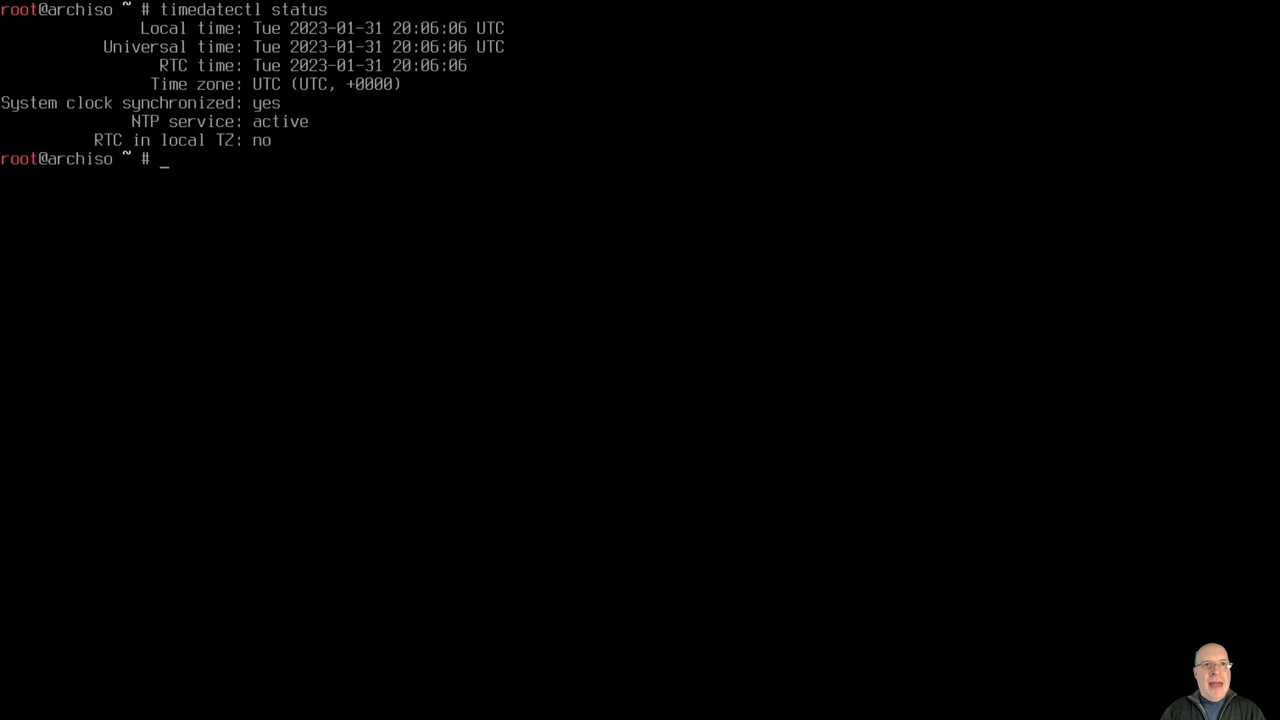 root@archiso ~ # timedatectl status
Local time: Tue 2023-01-31 20:06:06 UTC
Universal time: Tue 2023-01-31 20:06:06 UTC
RTC time: Tue 2023-01-31 20:06:06
Time zone: UTC (UTC, +0000)
System clock synchronized: yes
NTP service: active
RTC in local TZ: no
root@archiso ~ # _